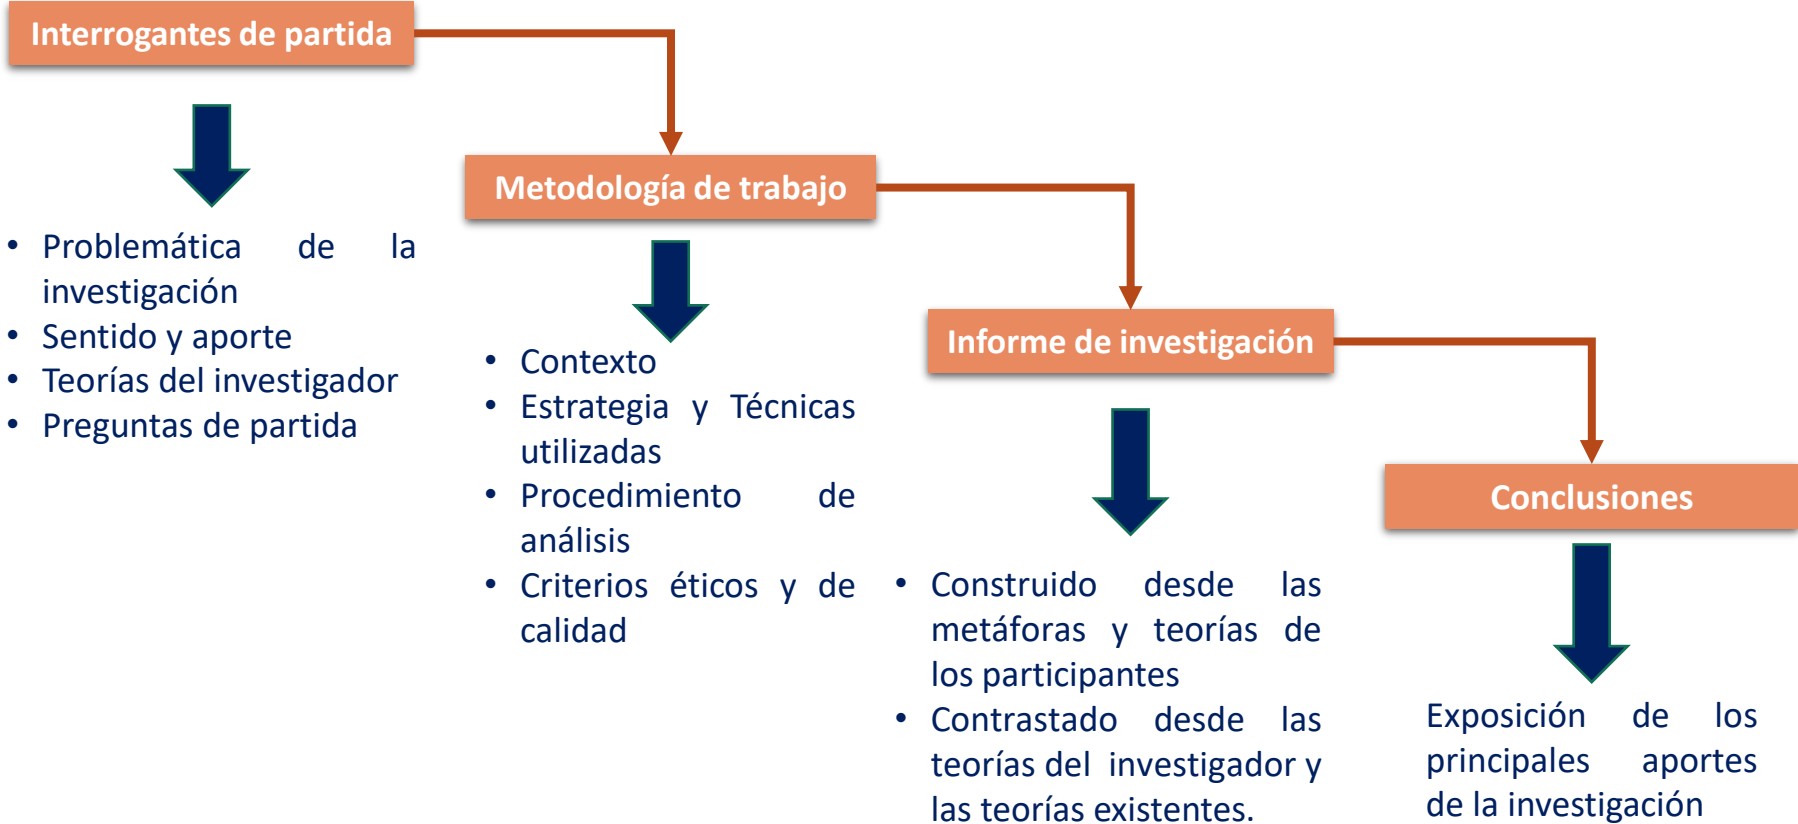 Interrogantes de partida
• Problemática de la
investigación
• Sentido y aporte
• Teorías del investigador
• Preguntas de partida
Metodología de trabajo
• Contexto
• Estrategia y Técnicas
utilizadas
• Procedimiento de
análisis
• Criterios éticos y de
calidad
Informe de investigación
• Construido desde las
metáforas y teorías de
los participantes
• Contrastado desde las
teorías del investigador y
las teorías existentes.
Conclusiones
Exposición de los
principales aportes
de la investigación